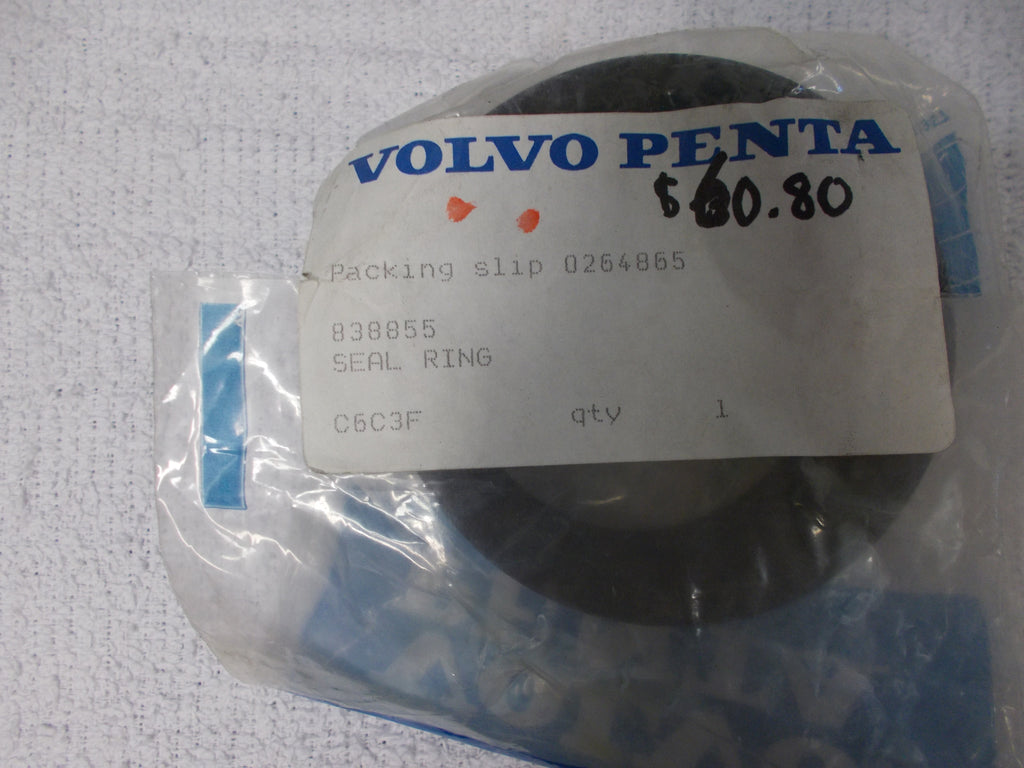 VOLVO PENTA
$60.80
Packing slip 0264865
838855
SEAL RING
C6C3F qty 1